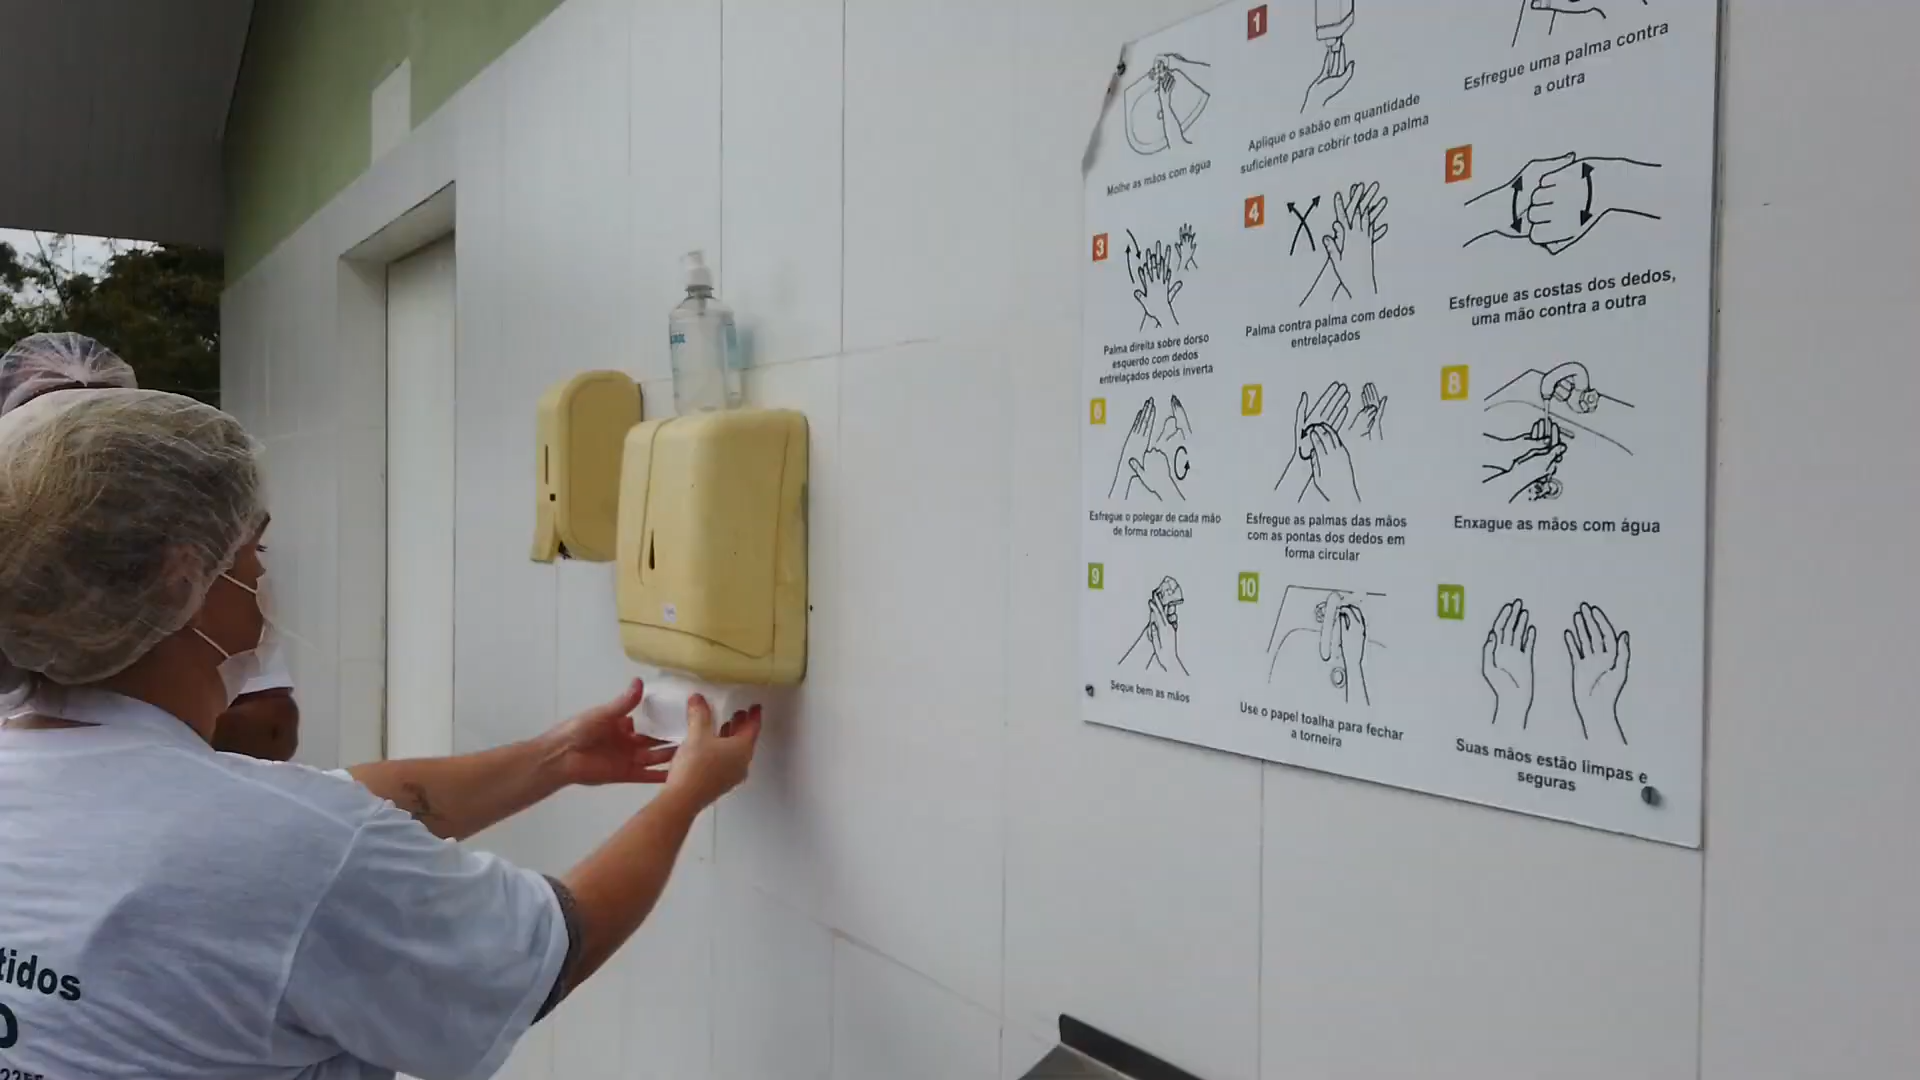 Molhe as mãos com água
1
Aplique o sabão em quantidade
suficiente para cobrir toda a palma
Esfregue uma palma contra
a outra
3
Palma direita sobre dorso
esquerdo com dedos
entrelaçados depois inverta
4
Palma contra palma com dedos
entrelaçados
5
Esfregue as costas dos dedos,
uma mão contra a outra
6
Esfregue o polegar de cada mão
de forma rotacional
7
Esfregue as palmas das mãos
com as pontas dos dedos em
forma circular
8
Enxague as mãos com água
9
Seque bem as mãos
10
Use o papel toalha para fechar
a torneira
11
Suas mãos estão limpas e
seguras
tidos